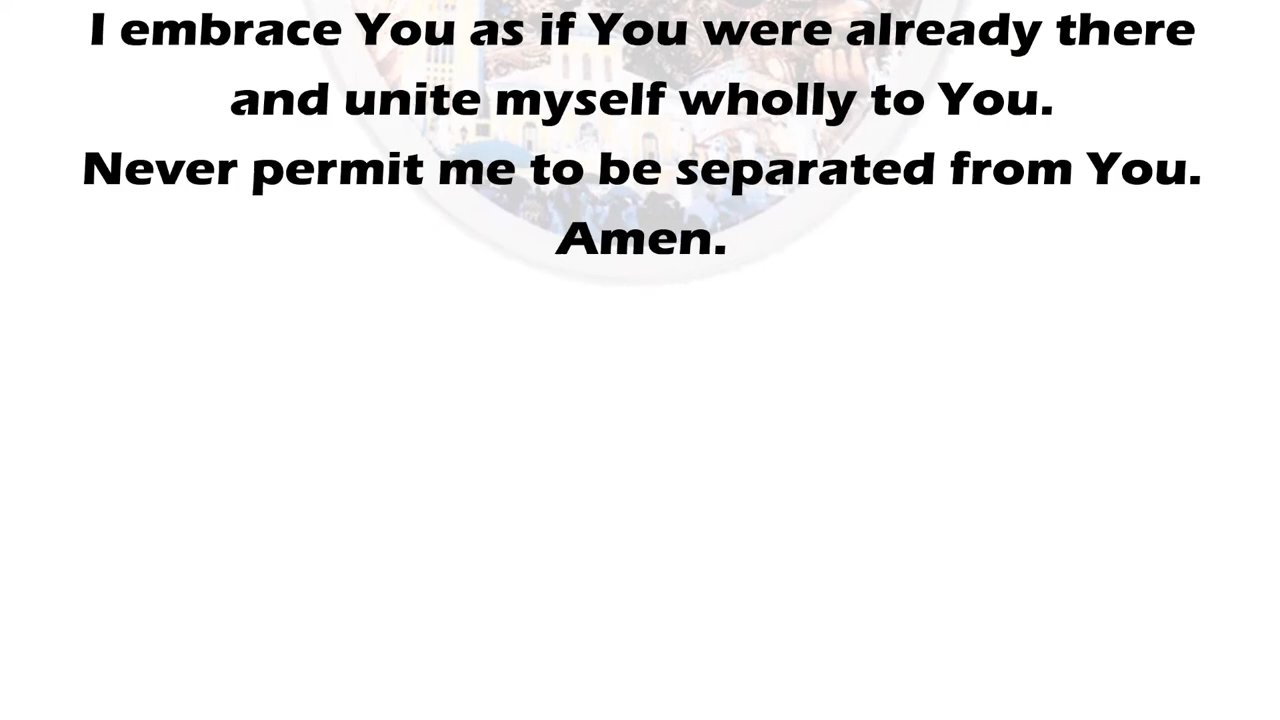 I embrace You as if You were already there
and unite myself wholly to You.
Never permit me to be separated from You.
Amen.